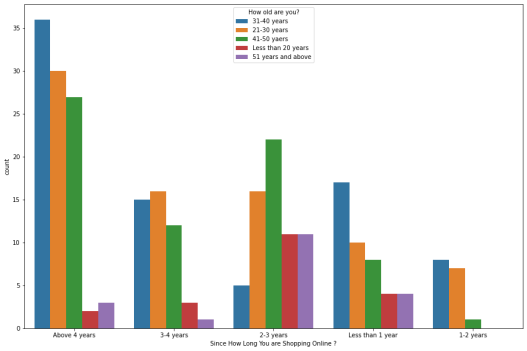 How old are you?
31-40 years
21-30 years
41-50 yaers
Less than 20 years
51 years and above
35
30
25
20
15
10
5
0
count
Above 4 years
3-4 years
2-3 years
Less than 1 year
1-2 years
Since How Long You are Shopping Online ?